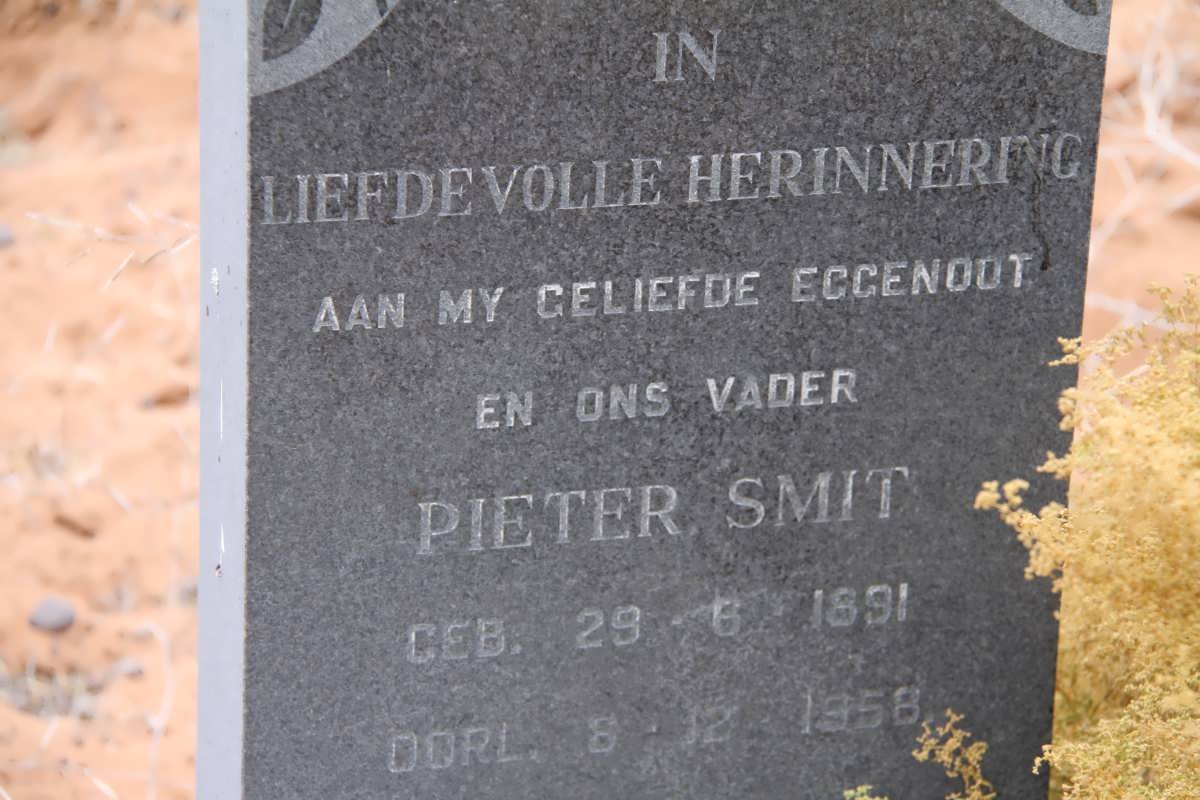 IN
LIEFDEVOLLE HERINNERING
AAN MY GELIEFDE EGGENOOT
EN ONS VADER
PIETER SMIT
GEB. 29 · 6 · 1891
OORL. 8 · 12 · 1958